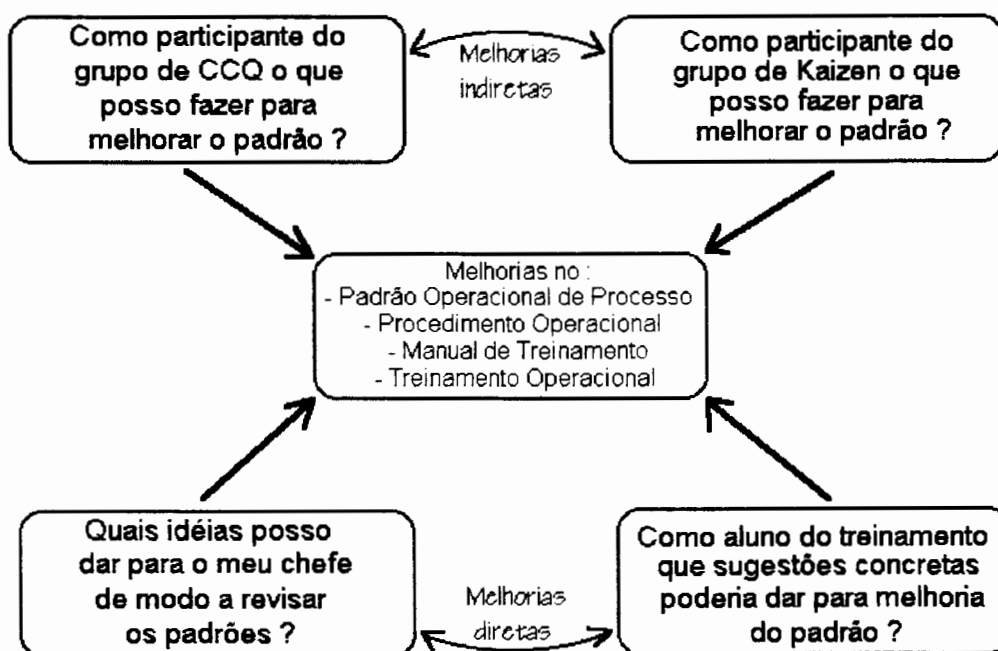 Como participante do
grupo de CCQ o que
posso fazer para
melhorar o padrão ?
Melhorias
indiretas
Como participante do
grupo de Kaizen o que
posso fazer para
melhorar o padrão ?
Melhorias no :
- Padrão Operacional de Processo
- Procedimento Operacional
- Manual de Treinamento
- Treinamento Operacional
Quais idéias posso
dar para o meu chefe
de modo a revisar
os padrões ?
Melhorias
diretas
Como aluno do treinamento
que sugestões concretas
poderia dar para melhoria
do padrão ?